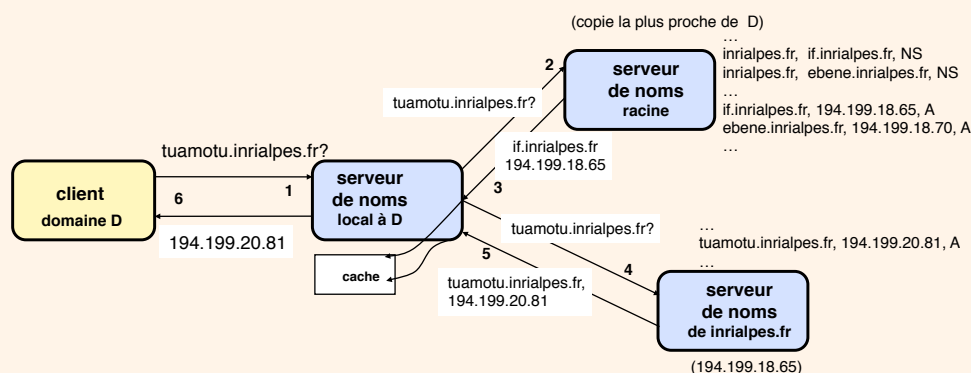 (copie la plus proche de D)
...
inrialpes.fr, if.inrialpes.fr, NS
inrialpes.fr, ebene.inrialpes.fr, NS
...
if.inrialpes.fr, 194.199.18.65, A
ebene.inrialpes.fr, 194.199.18.70, A
...
serveur
de noms
racine
2
tuamotu.inrialpes.fr?
if.inrialpes.fr
194.199.18.65
3
tuamotu.inrialpes.fr?
1
6
client
domaine D
serveur
de noms
local à D
194.199.20.81
cache
tuamotu.inrialpes.fr?
5
4
tuamotu.inrialpes.fr,
194.199.20.81
...
tuamotu.inrialpes.fr, 194.199.20.81, A
...
serveur
de noms
de inrialpes.fr
(194.199.18.65)